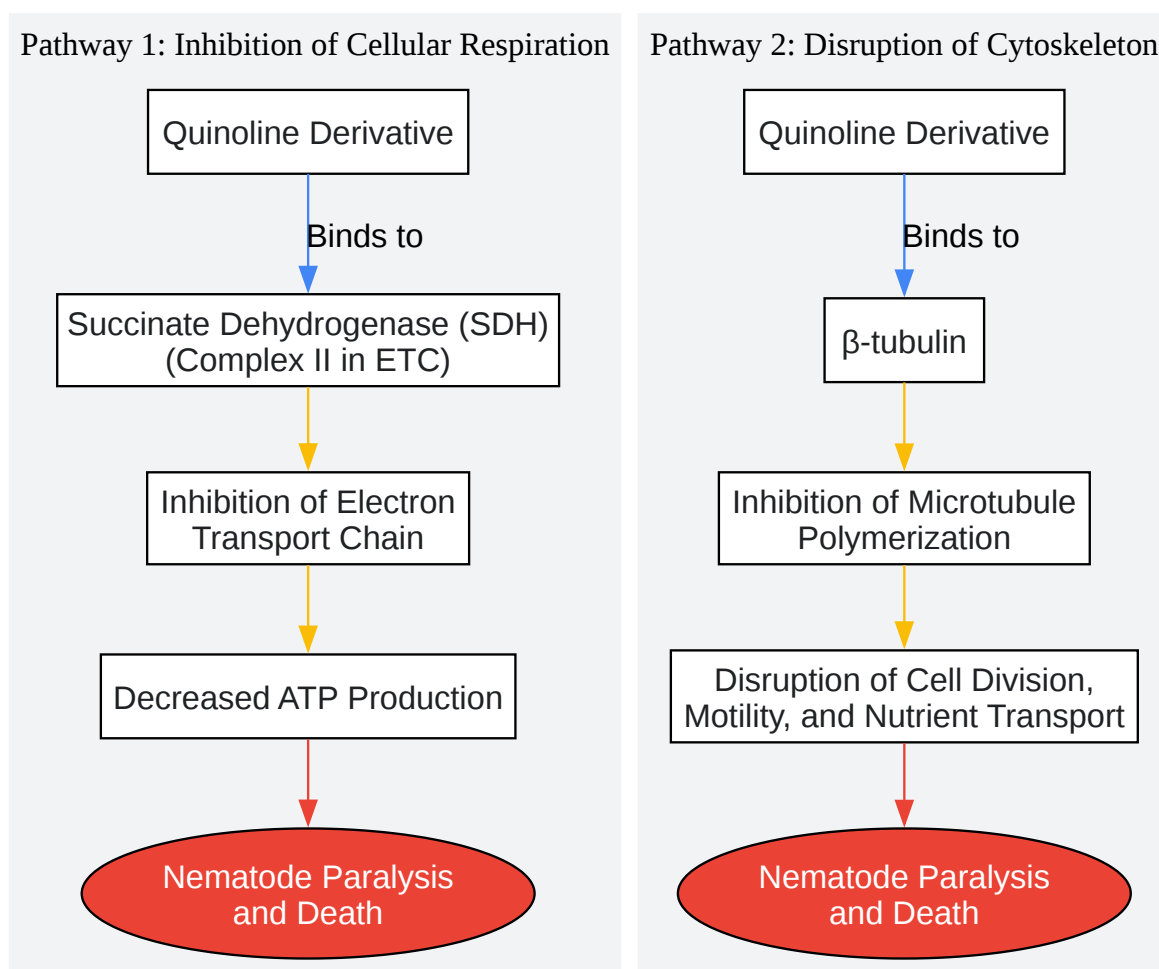 Pathway 1: Inhibition of Cellular Respiration
Quinoline Derivative
Binds to
Succinate Dehydrogenase (SDH)
(Complex II in ETC)
Inhibition of Electron
Transport Chain
Decreased ATP Production
Nematode Paralysis
and Death
Pathway 2: Disruption of Cytoskeleton
Quinoline Derivative
Binds to
β-tubulin
Inhibition of Microtubule
Polymerization
Disruption of Cell Division,
Motility, and Nutrient Transport
Nematode Paralysis
and Death